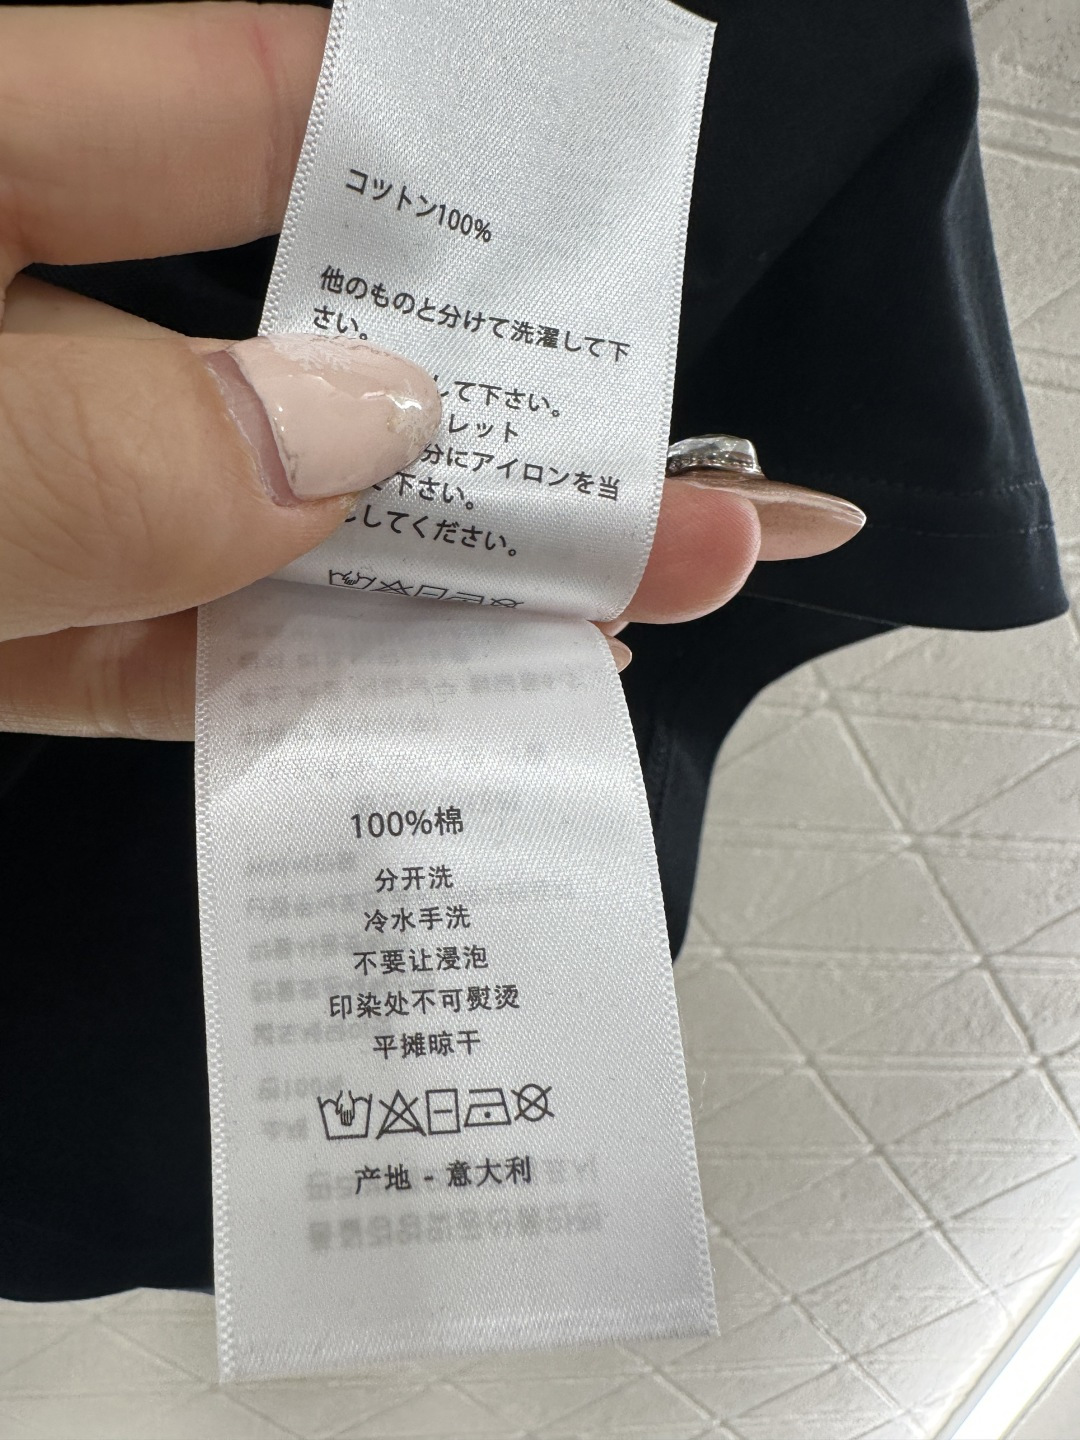 コットン100%
他のものと分けて洗濯して下
さい。
して下さい。
レット
分にアイロンを当
下さい。
してください。
100%棉
分开洗
冷水手洗
不要让浸泡
印染处不可熨烫
平摊晾干
产地 - 意大利